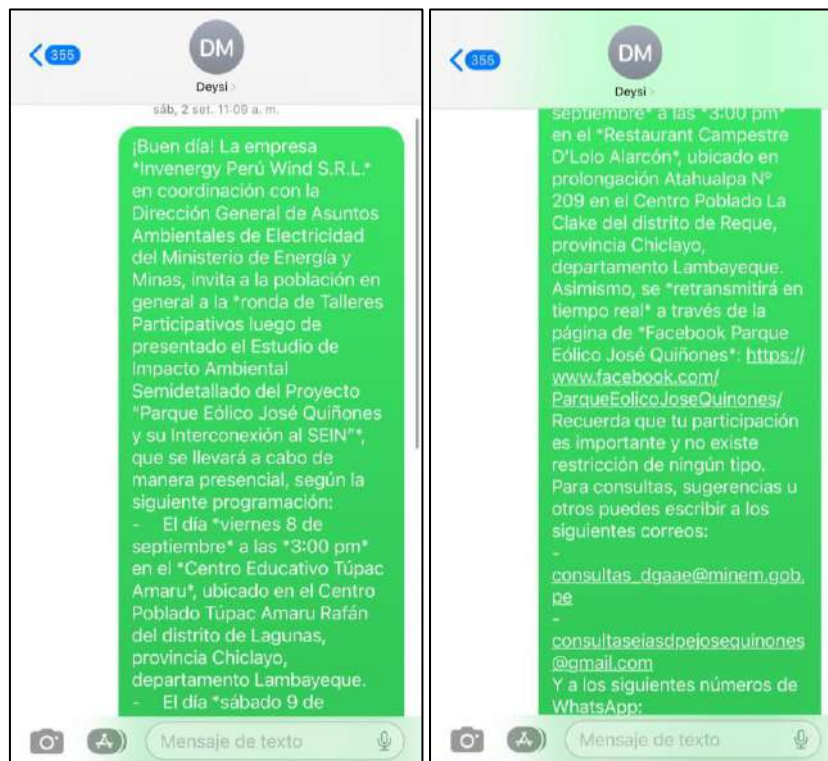 355
DM
Deysi
sáb, 2 set. 11:09 a. m.
¡Buen día! La empresa
*Invenergy Perú Wind S.R.L.*
en coordinación con la
Dirección General de Asuntos
Ambientales de Electricidad
del Ministerio de Energía y
Minas, invita a la población en
general a la *ronda de Talleres
Participativos luego de
presentado el Estudio de
Impacto Ambiental
Semidetallado del Proyecto
"Parque Eólico José Quiñones
y su Interconexión al SEIN"*,
que se llevará a cabo de
manera presencial, según la
siguiente programación:
- El día *viernes 8 de
septiembre* a las *3:00 pm*
en el *Centro Educativo Túpac
Amaru*, ubicado en el Centro
Poblado Túpac Amaru Rafán
del distrito de Lagunas,
provincia Chiclayo,
departamento Lambayeque.
- El día *sábado 9 de
Mensaje de texto
355
DM
Deysi
septiembre* a las *3:00 pm*
en el *Restaurant Campestre
D'Lolo Alarcón*, ubicado en
prolongación Atahualpa N°
209 en el Centro Poblado La
Clake del distrito de Reque,
provincia Chiclayo,
departamento Lambayeque.
Asimismo, se *retransmitirá en
tiempo real* a través de la
página de *Facebook Parque
Eólico José Quiñones*: https://
www.facebook.com/
ParqueEolicoJoseQuinones/
Recuerda que tu participación
es importante y no existe
restricción de ningún tipo.
Para consultas, sugerencias u
otros puedes escribir a los
siguientes correos:
-
consultas_dgaae@minem.gob.
pe
-
consultaseiasdpejosequinones
@gmail.com
Y a los siguientes números de
WhatsApp:
Mensaje de texto